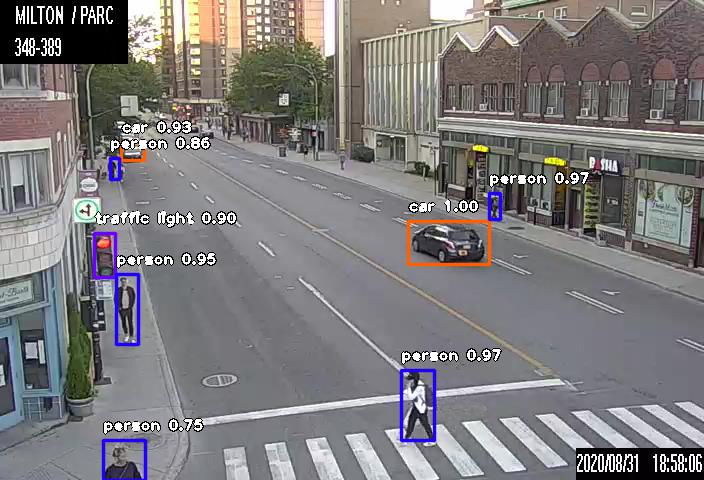 MILTON / PARC
348-389
car 0.93
person 0.86
person 0.97
car 1.00
traffic light 0.90
person 0.95
person 0.97
person 0.75
BASHA
2020/08/31 18:58:06